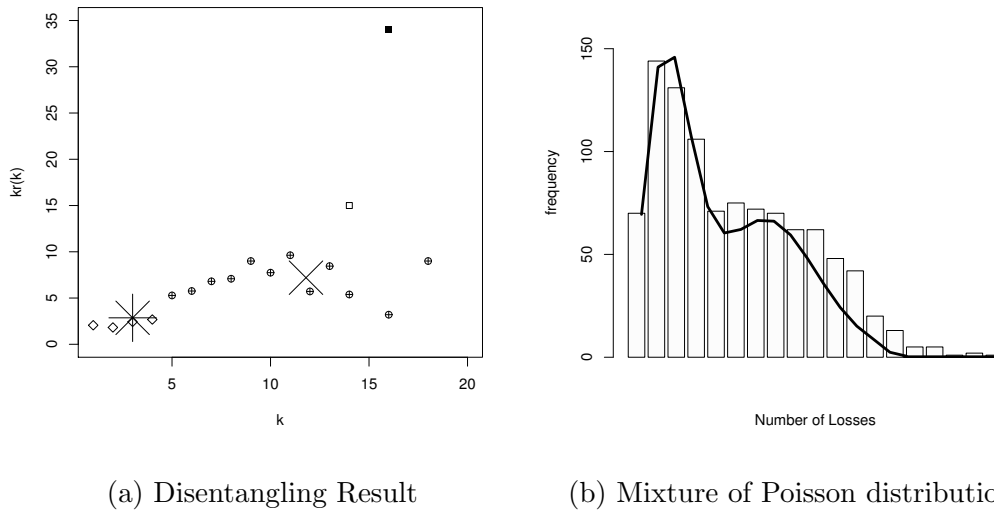 35
30
25
20
15
10
5
0
kr(k)
5
10
15
20
k
(a) Disentangling Result
150
100
50
0
frequency
Number of Losses
(b) Mixture of Poisson distributio